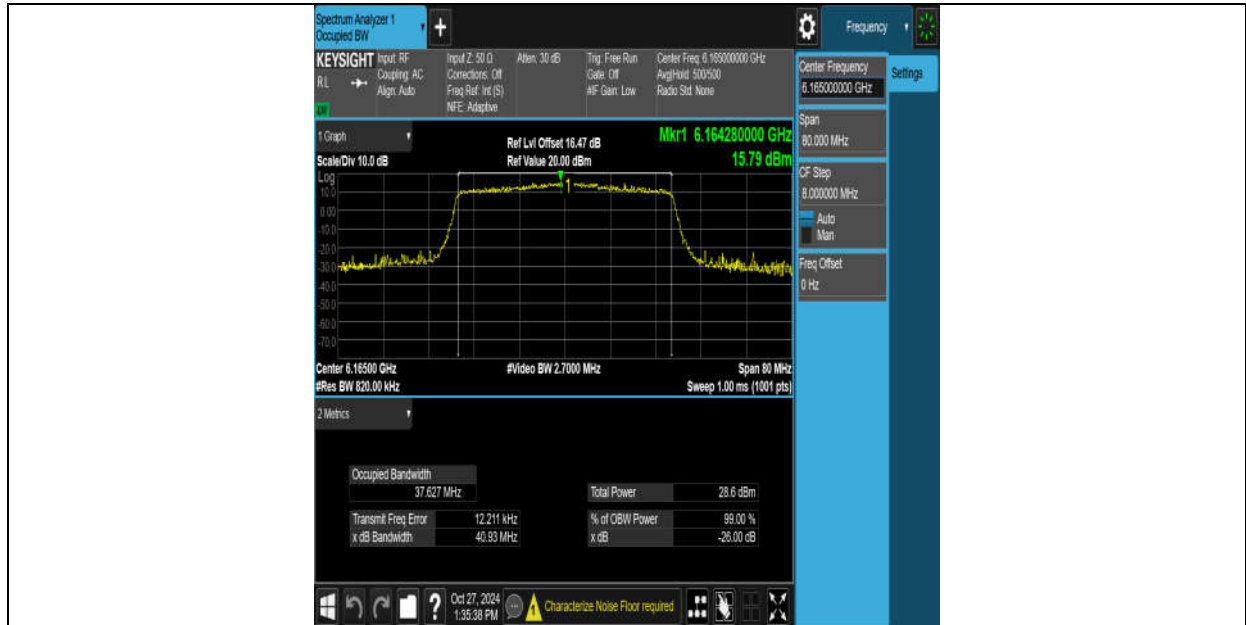 Spectrum Analyzer 1
Occupied BW
Frequency
KEYSIGHT
R L
Input: RF
Coupling: AC
Align: Auto
Input Z: 50 Ω
Corrections: Off
Freq Ref: Int (S)
NFE: Adaptive
Atten: 30 dB
Trig: Free Run
Gate: Off
#IF Gain: Low
Center Freq: 6.165000000 GHz
Avg|Hold: 500/500
Radio Std: None
Center Frequency
6.165000000 GHz
Settings
Span
80.000 MHz
CF Step
8.000000 MHz
Auto
Man
Freq Offset
0 Hz
1 Graph
Scale/Div 10.0 dB
Ref Lvl Offset 16.47 dB
Ref Value 20.00 dBm
Mkr1 6.164280000 GHz
15.79 dBm
Log
10.0
0.00
-10.0
-20.0
-30.0
-40.0
-50.0
-60.0
-70.0
1
Center 6.16500 GHz
#Res BW 820.00 kHz
#Video BW 2.7000 MHz
Span 80 MHz
Sweep 1.00 ms (1001 pts)
2 Metrics
Occupied Bandwidth
37.627 MHz
Total Power 28.6 dBm
Transmit Freq Error 12.211 kHz
% of OBW Power 99.00 %
x dB Bandwidth 40.93 MHz
x dB -26.00 dB
Oct 27, 2024
1:35:38 PM
Characterize Noise Floor required